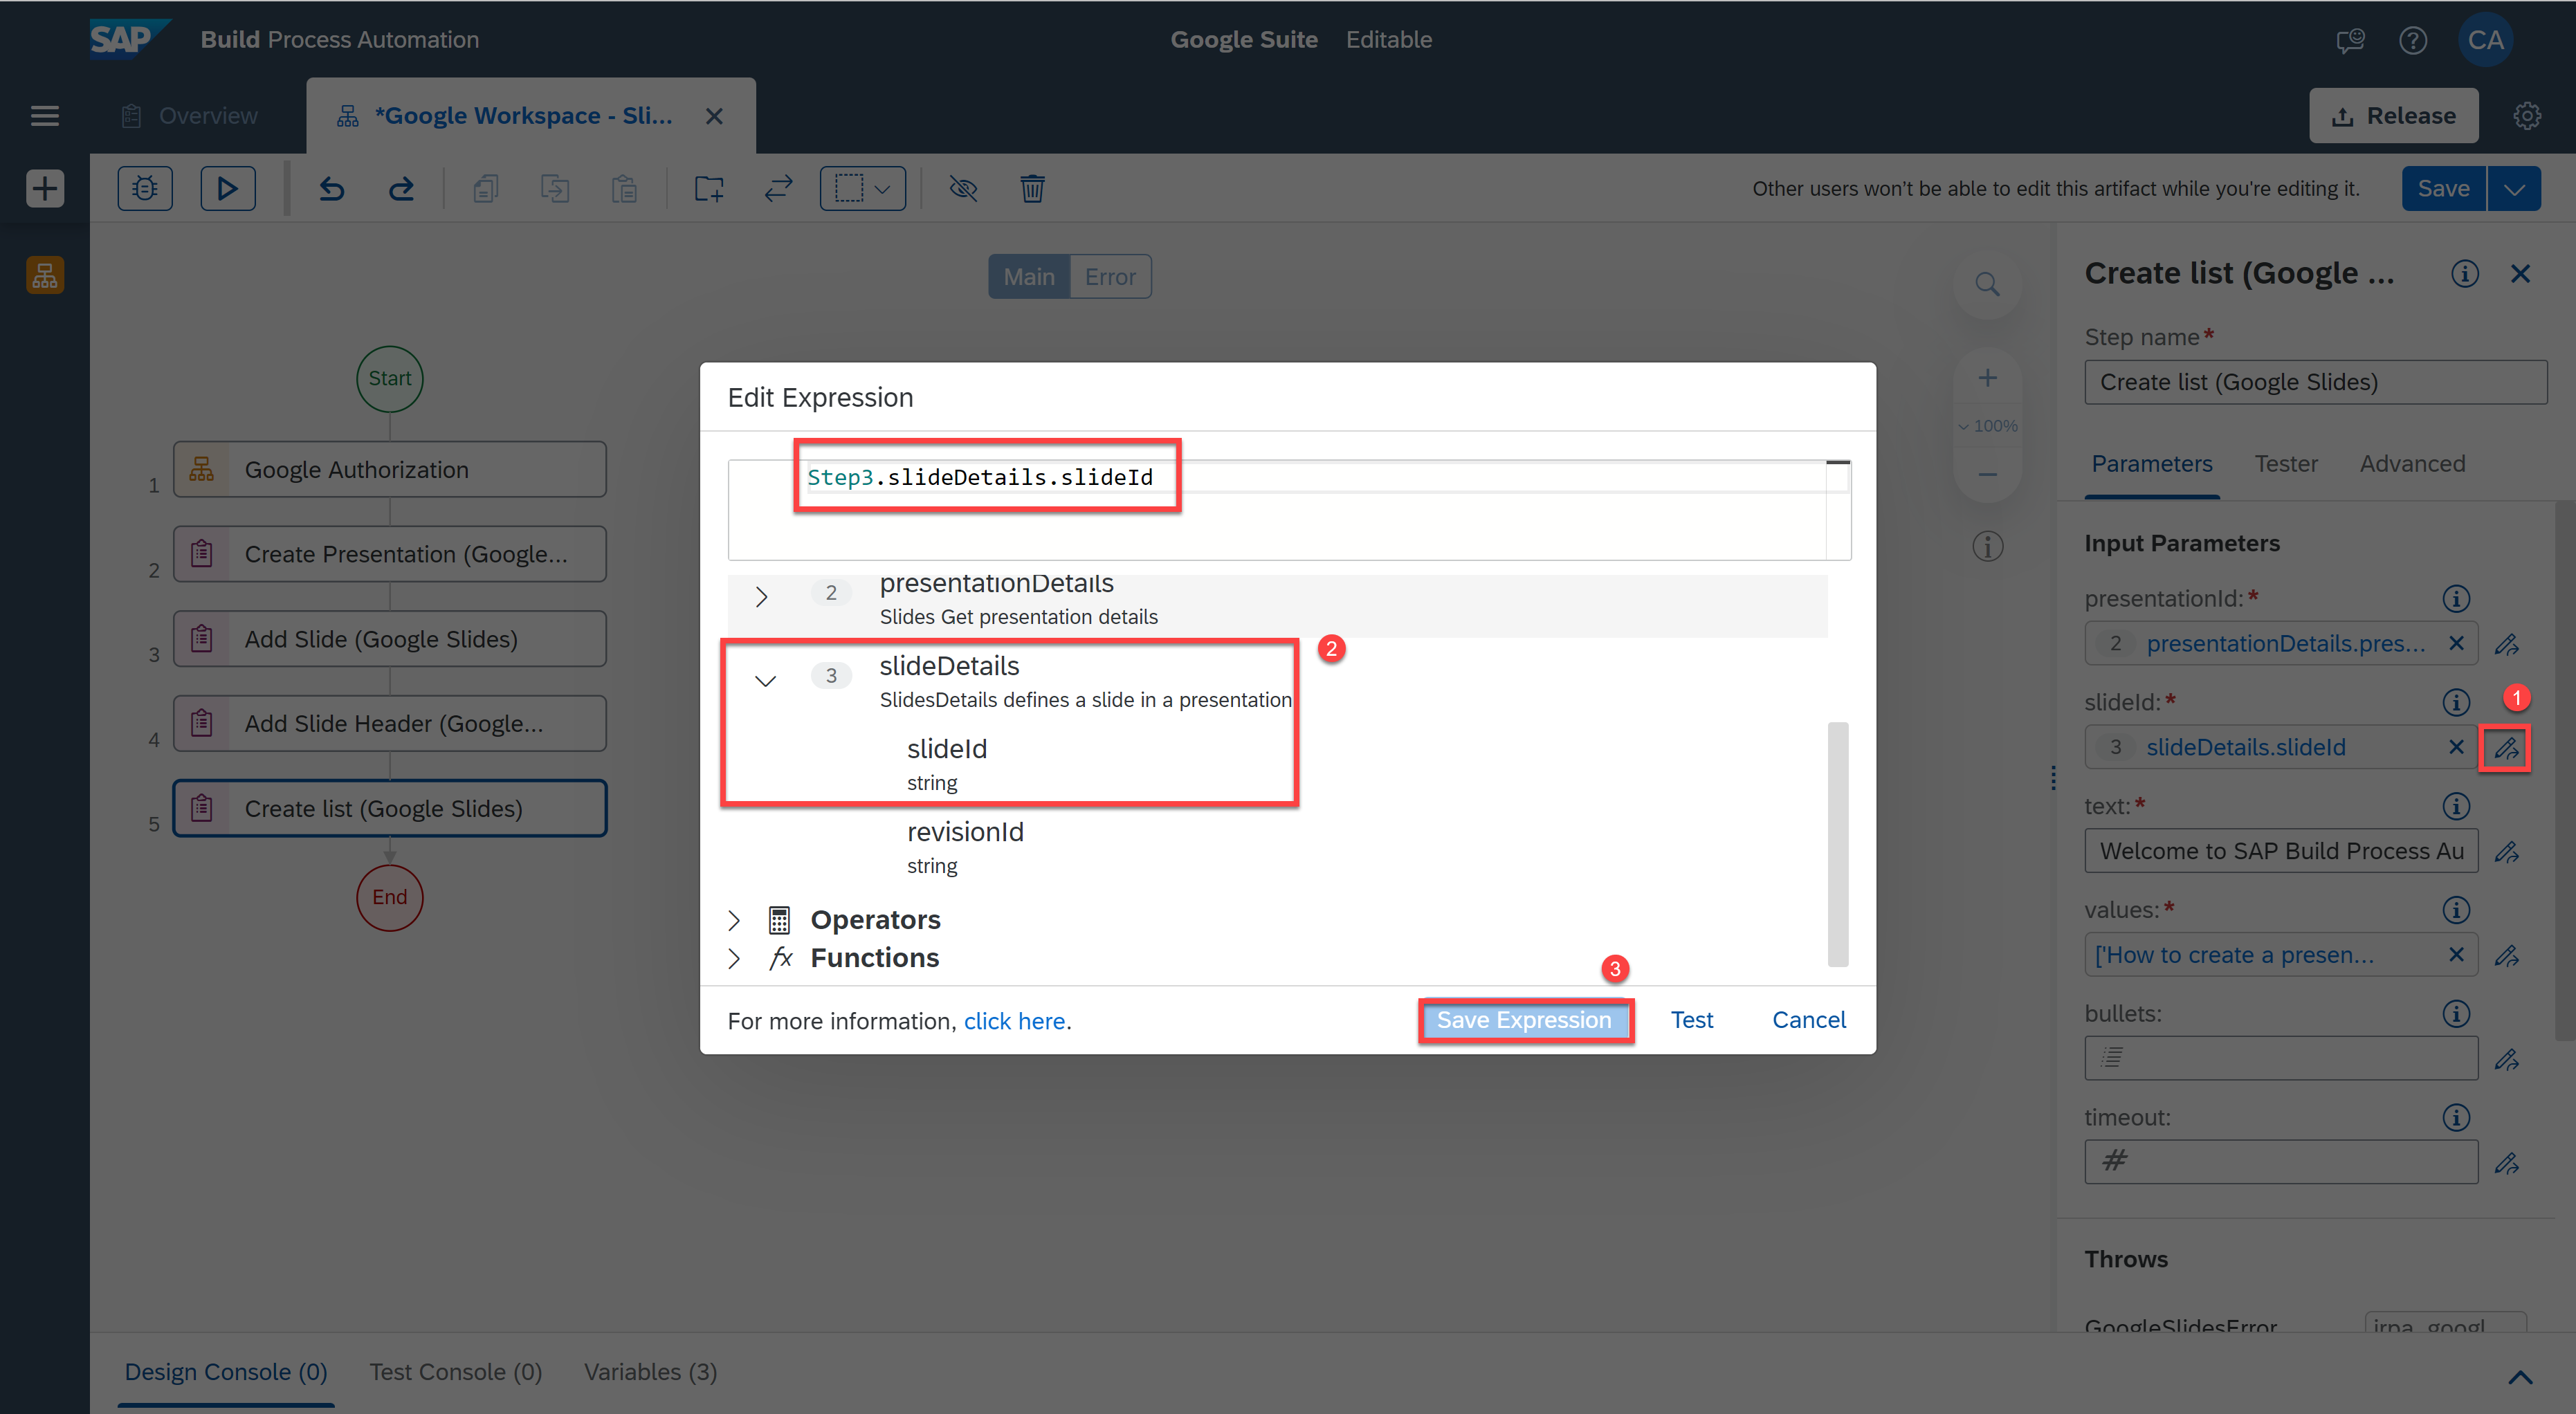 SAP
Build Process Automation
Google Suite Editable
CA
Overview
*Google Workspace - Sli...
Release
Other users won't be able to edit this artifact while you're editing it.
Save
Main
Error
Start
1
Google Authorization
2
Create Presentation (Google...
3
Add Slide (Google Slides)
4
Add Slide Header (Google...
5
Create list (Google Slides)
End
100%
Edit Expression
Step3.slideDetails.slideId
2
presentationDetails
Slides Get presentation details
2
3
slideDetails
SlidesDetails defines a slide in a presentation
slideId
string
revisionId
string
Operators
fx Functions
3
For more information, click here.
Save Expression
Test
Cancel
Create list (Google ...
Step name*
Create list (Google Slides)
Parameters
Tester
Advanced
Input Parameters
presentationId:*
2 presentationDetails.pres...
slideId:*
1
3 slideDetails.slideId
text:*
Welcome to SAP Build Process Au
values:*
['How to create a presen...
bullets:
timeout:
#
Throws
GoogleSlidesError
irpa_googl
Design Console (0)
Test Console (0)
Variables (3)